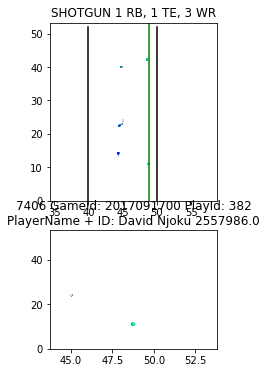 SHOTGUN 1 RB, 1 TE, 3 WR
50
40
30
20
10
0
35 40 45 50 55
7406 GameId: 2017091700 PlayId: 382
PlayerName + ID: David Njoku 2557986.0
40
20
0
45.0 47.5 50.0 52.5